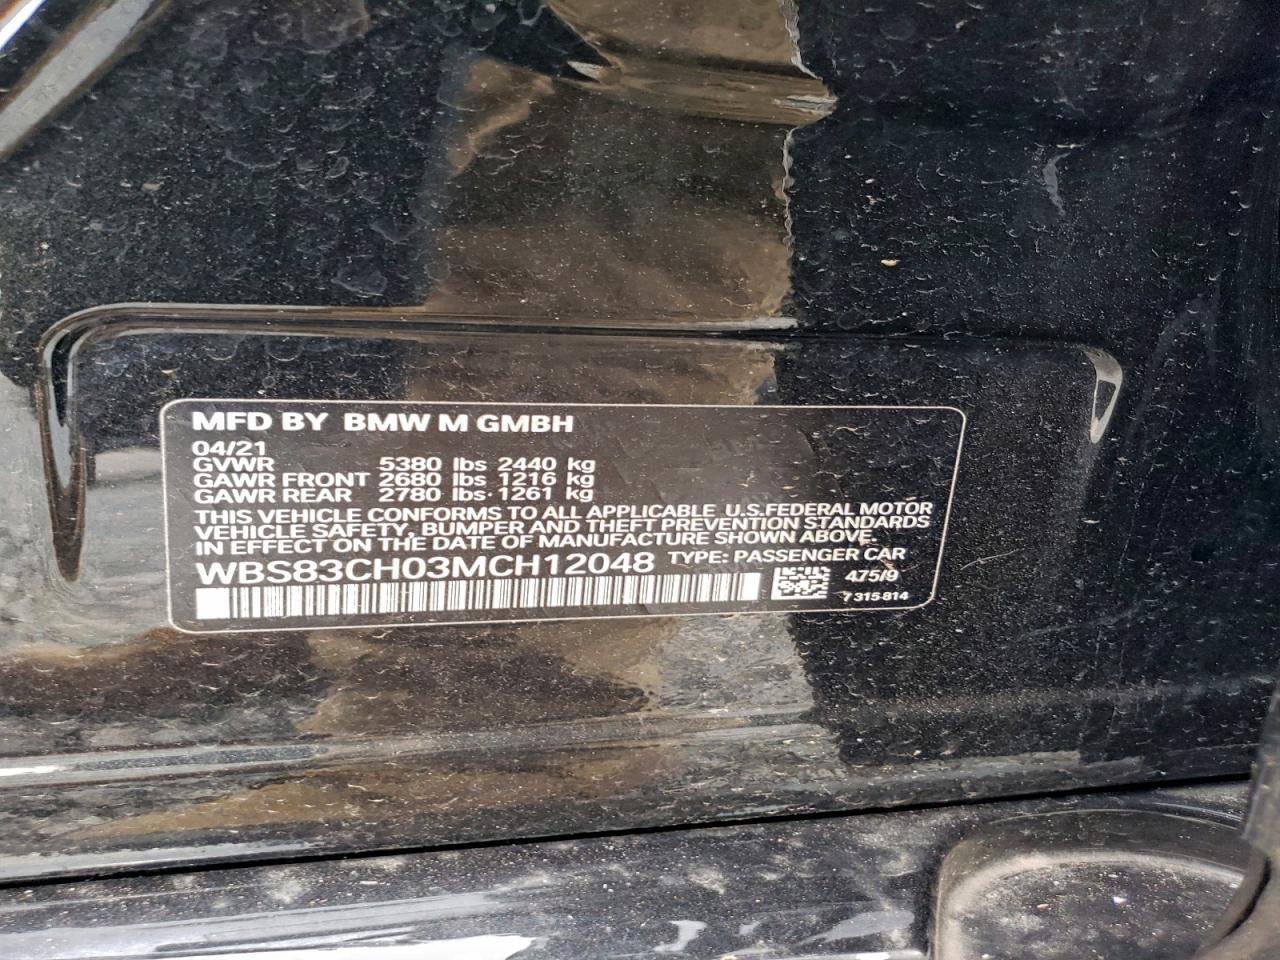 MFD BY BMW M GMBH
04/21
GVWR 5380 lbs 2440 kg
GAWR FRONT 2680 lbs 1216 kg
GAWR REAR 2780 lbs 1261 kg
THIS VEHICLE CONFORMS TO ALL APPLICABLE U.S.FEDERAL MOTOR
VEHICLE SAFETY, BUMPER AND THEFT PREVENTION STANDARDS
IN EFFECT ON THE DATE OF MANUFACTURE SHOWN ABOVE.
WBS83CH03MCH12048 TYPE: PASSENGER CAR
475/9
7 315 814